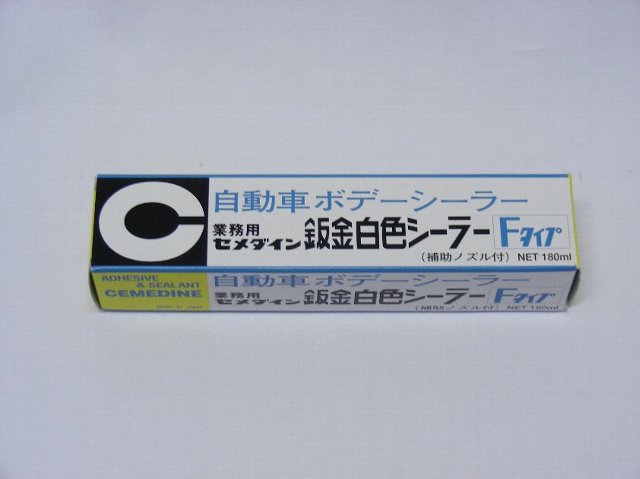 C
自動車 ボデーシーラー
業務用
セメダイン 鈑金白色シーラー Fタイプ
(補助ノズル付) NET 180ml
ADHESIVE
& SEALANT
CEMEDINE
Made in Japan
自動車 ボデーシーラー
業務用
セメダイン 鈑金白色シーラー Fタイプ
(補助ノズル付) NET 180ml